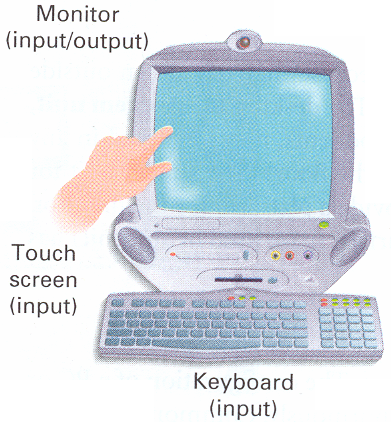 Monitor
(input/output)
Touch
screen
(input)
Keyboard
(input)